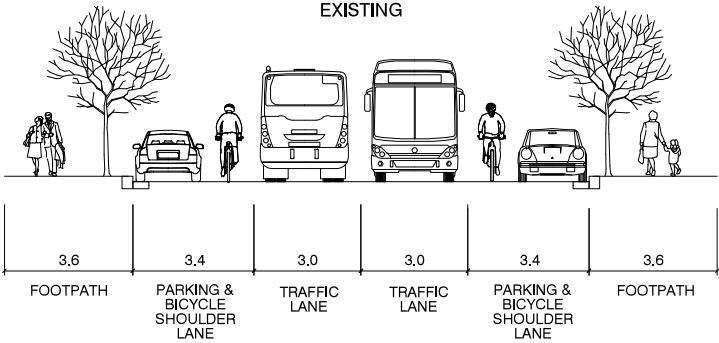 EXISTING
3.6 3.4 3.0 3.0 3.4 3.6
FOOTPATH
PARKING &
BICYCLE
SHOULDER
LANE
TRAFFIC
LANE
TRAFFIC
LANE
PARKING &
BICYCLE
SHOULDER
LANE
FOOTPATH